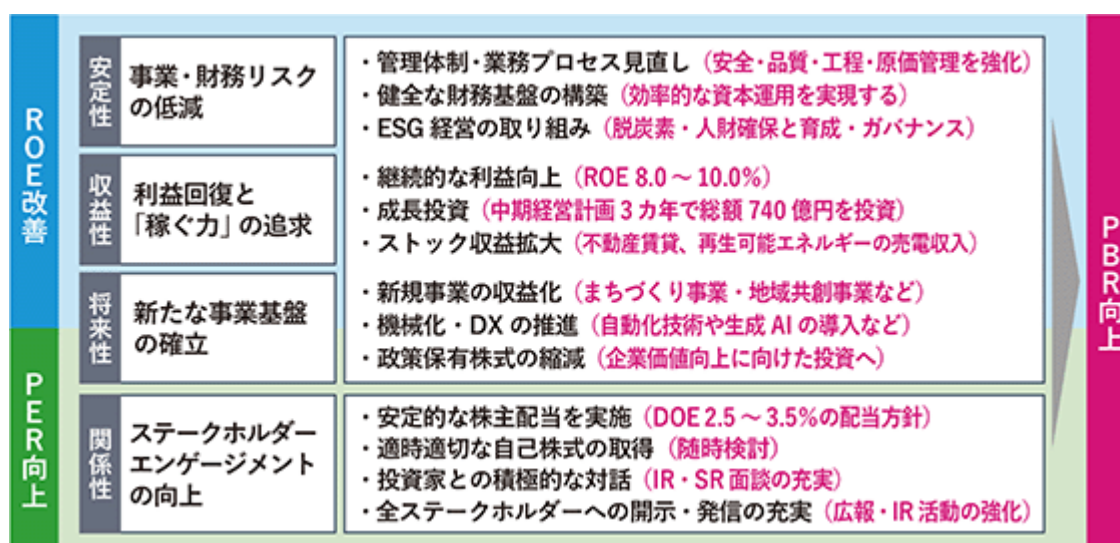 ROE改善
PER向上
安定性
事業・財務リスク
の低減
・管理体制・業務プロセス見直し（安全・品質・工程・原価管理を強化）
・健全な財務基盤の構築（効率的な資本運用を実現する）
・ESG 経営の取り組み（脱炭素・人財確保と育成・ガバナンス）
収益性
利益回復と
「稼ぐ力」の追求
・継続的な利益向上（ROE 8.0 ～ 10.0%）
・成長投資（中期経営計画 3 カ年で総額 740 億円を投資）
・ストック収益拡大（不動産賃貸、再生可能エネルギーの売電収入）
将来性
新たな事業基盤
の確立
・新規事業の収益化（まちづくり事業・地域共創事業など）
・機械化・DX の推進（自動化技術や生成 AI の導入など）
・政策保有株式の縮減（企業価値向上に向けた投資へ）
関係性
ステークホルダー
エンゲージメント
の向上
・安定的な株主配当を実施（DOE 2.5 ～ 3.5%の配当方針）
・適時適切な自己株式の取得（随時検討）
・投資家との積極的な対話（IR・SR 面談の充実）
・全ステークホルダーへの開示・発信の充実（広報・IR 活動の強化）
PBR向上